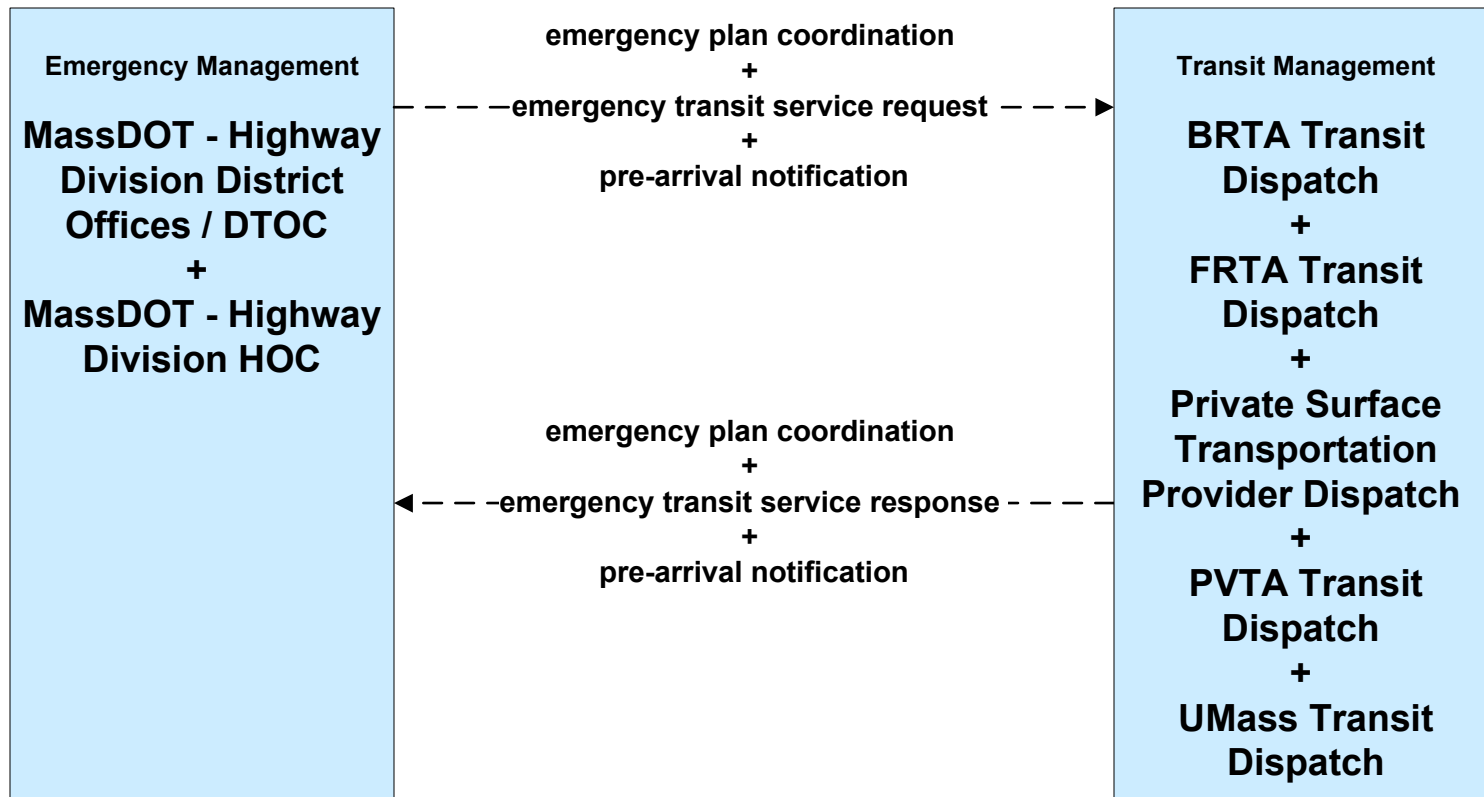 Emergency Management
MassDOT - Highway
Division District
Offices / DTOC
+
MassDOT - Highway
Division HOC
emergency plan coordination
+
emergency transit service request
+
pre-arrival notification
emergency plan coordination
+
emergency transit service response
+
pre-arrival notification
Transit Management
BRTA Transit
Dispatch
+
FRTA Transit
Dispatch
+
Private Surface
Transportation
Provider Dispatch
+
PVTA Transit
Dispatch
+
UMass Transit
Dispatch